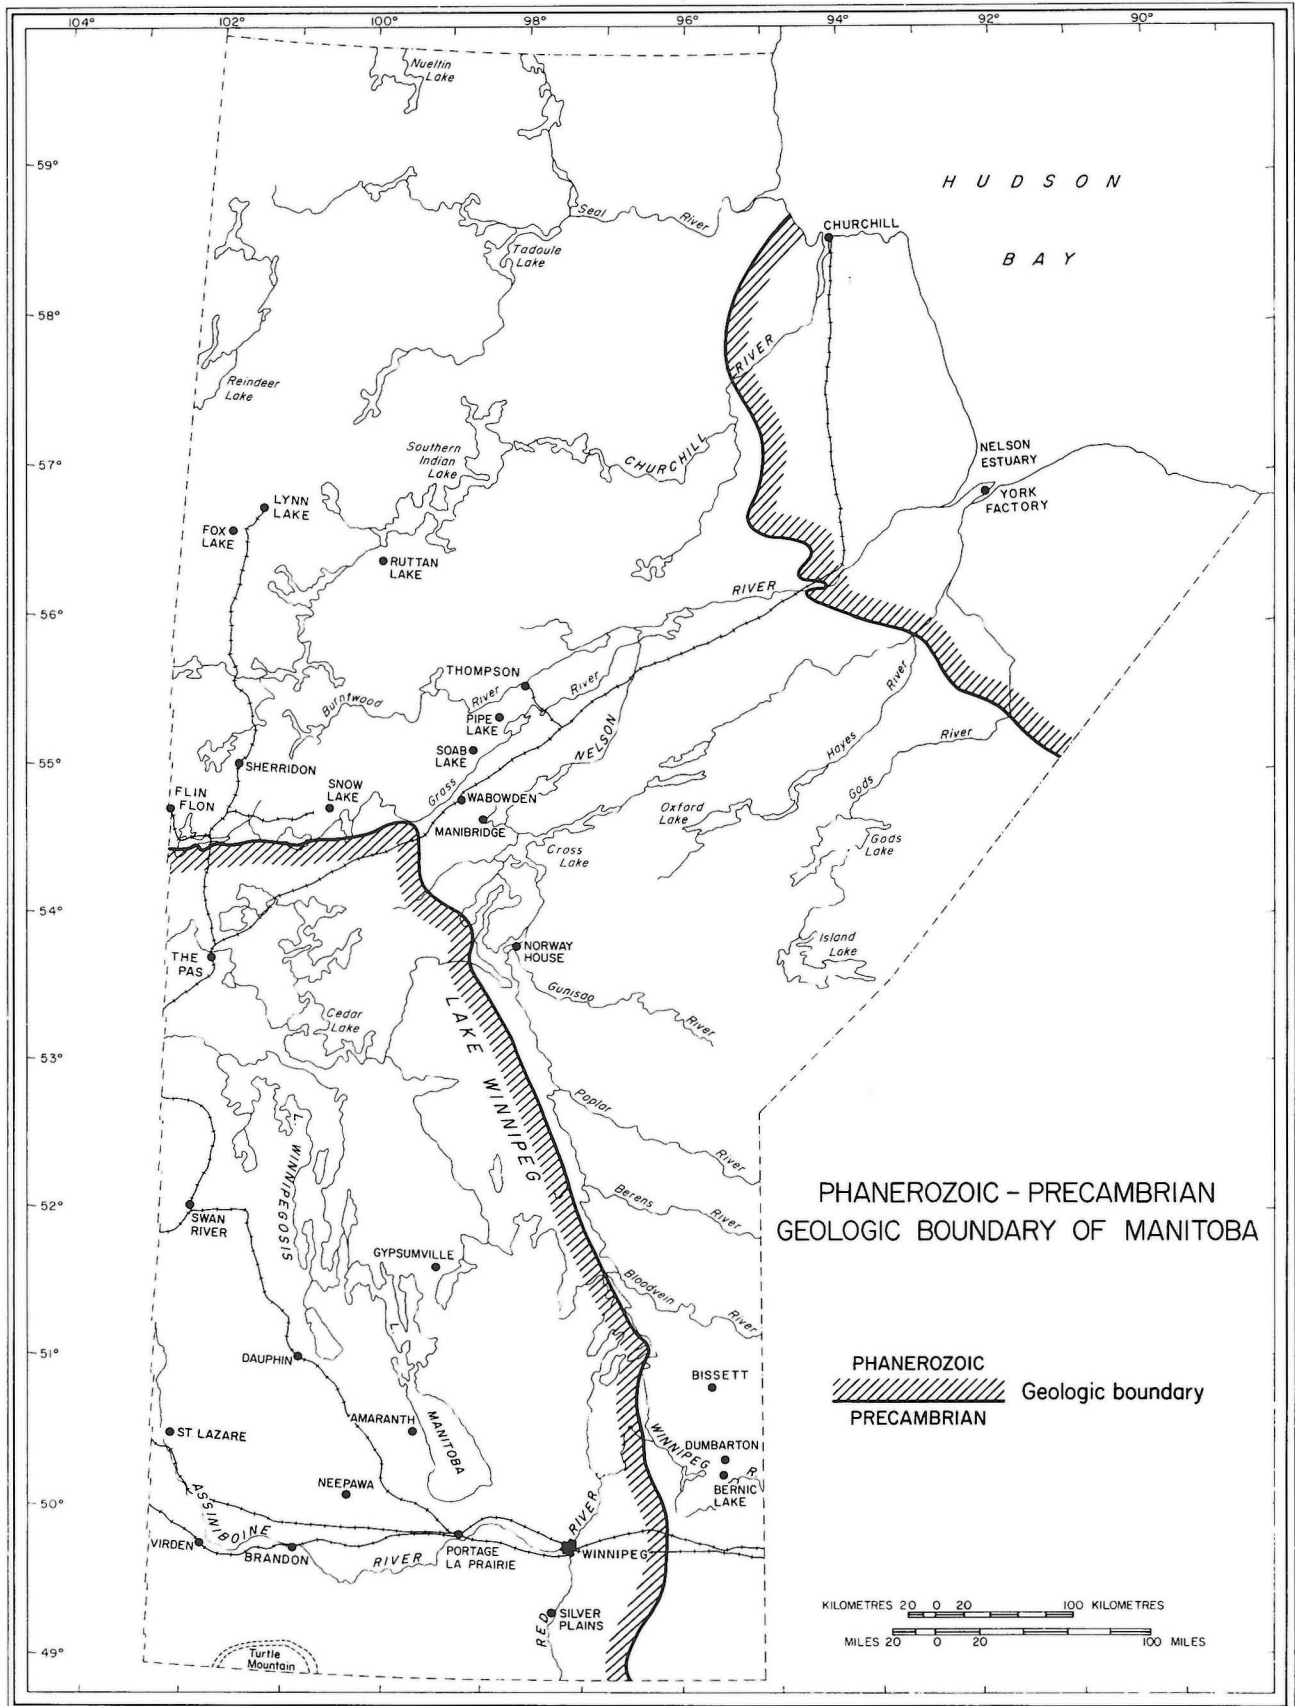 104° 102° 100° 98° 96° 94° 92° 90°
Nueltin
Lake
59°
HUDSON
BAY
Seal River
CHURCHILL
Tadoule
Lake
58°
RIVER
Reindeer
Lake
Southern
Indian
Lake
CHURCHILL
NELSON
ESTUARY
57°
YORK
FACTORY
LYNN
LAKE
FOX
LAKE
RUTTAN
LAKE
RIVER
56°
THOMPSON
Burntwood River
River
PIPE
LAKE
SOAB
LAKE
Grass
NELSON
Hayes River
Gods River
55°
SHERRIDON
FLIN
FLON
SNOW
LAKE
WABOWDEN
MANIBRIDGE
Oxford
Lake
Cross
Lake
Gods
Lake
54°
THE
PAS
NORWAY
HOUSE
Island
Lake
Gunisao River
Cedar
Lake
LAKE WINNIPEG
53°
Poplar River
L. WINNIPEGOSIS
Berens River
52°
SWAN
RIVER
PHANEROZOIC – PRECAMBRIAN
GEOLOGIC BOUNDARY OF MANITOBA
GYPSUMVILLE
Bloodvein River
51°
DAUPHIN
L. MANITOBA
BISSETT
PHANEROZOIC
Geologic boundary
PRECAMBRIAN
AMARANTH
ST. LAZARE
WINNIPEG R.
DUMBARTON
BERNIC
LAKE
NEEPAWA
50°
ASSINIBOINE RIVER
RIVER
VIRDEN
BRANDON
PORTAGE
LA PRAIRIE
WINNIPEG
RED
SILVER
PLAINS
KILOMETRES 20 0 20 100 KILOMETRES
MILES 20 0 20 100 MILES
49°
Turtle
Mountain